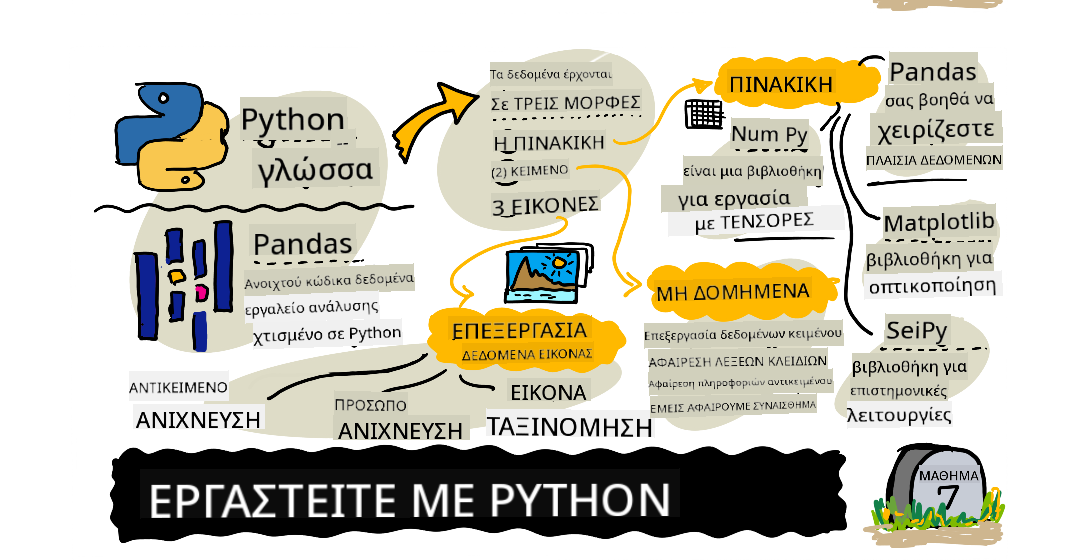 Python
γλώσσα
Pandas
Ανοιχτού κώδικα δεδομένα
εργαλείο ανάλυσης
χτισμένο σε Python
Τα δεδομένα έρχονται
Σε ΤΡΕΙΣ ΜΟΡΦΕΣ
Η ΠΙΝΑΚΙΚΗ
(2) ΚΕΙΜΕΝΟ
3 ΕΙΚΟΝΕΣ
ΠΙΝΑΚΙΚΗ
Num Py
είναι μια βιβλιοθήκη
για εργασία
με ΤΕΝΣΟΡΕΣ
Pandas
σας βοηθά να
χειρίζεστε
ΠΛΑΙΣΙΑ ΔΕΔΟΜΕΝΩΝ
Matplotlib
βιβλιοθήκη για
οπτικοποίηση
SeiPy
βιβλιοθήκη για
επιστημονικές
λειτουργίες
ΜΗ ΔΟΜΗΜΕΝΑ
Επεξεργασία δεδομένων κειμένου
ΑΦΑΙΡΕΣΗ ΛΕΞΕΩΝ ΚΛΕΙΔΙΩΝ
Αφαίρεση πληροφοριών αντικειμένου
ΕΜΕΙΣ ΑΦΑΙΡΟΥΜΕ ΣΥΝΑΙΣΘΗΜΑ
ΕΠΕΞΕΡΓΑΣΙΑ
ΔΕΔΟΜΕΝΑ ΕΙΚΟΝΑΣ
ΑΝΤΙΚΕΙΜΕΝΟ
ΑΝΙΧΝΕΥΣΗ
ΠΡΟΣΩΠΟ
ΑΝΙΧΝΕΥΣΗ
ΕΙΚΟΝΑ
ΤΑΞΙΝΟΜΗΣΗ
ΕΡΓΑΣΤΕΙΤΕ ΜΕ PYTHON
ΜΑΘΗΜΑ
7